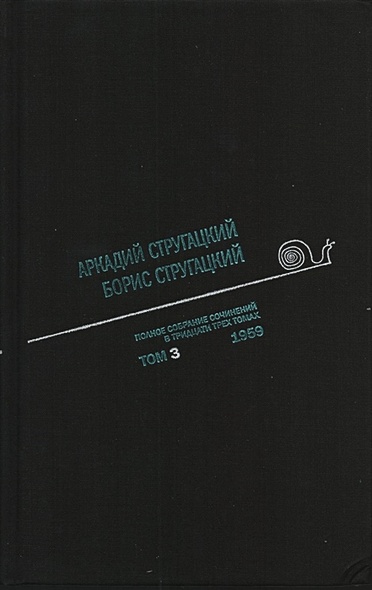 АРКАДИЙ СТРУГАЦКИЙ
БОРИС СТРУГАЦКИЙ
ПОЛНОЕ СОБРАНИЕ СОЧИНЕНИЙ
В ТРИДЦАТИ ТРЕХ ТОМАХ
ТОМ 3 1959